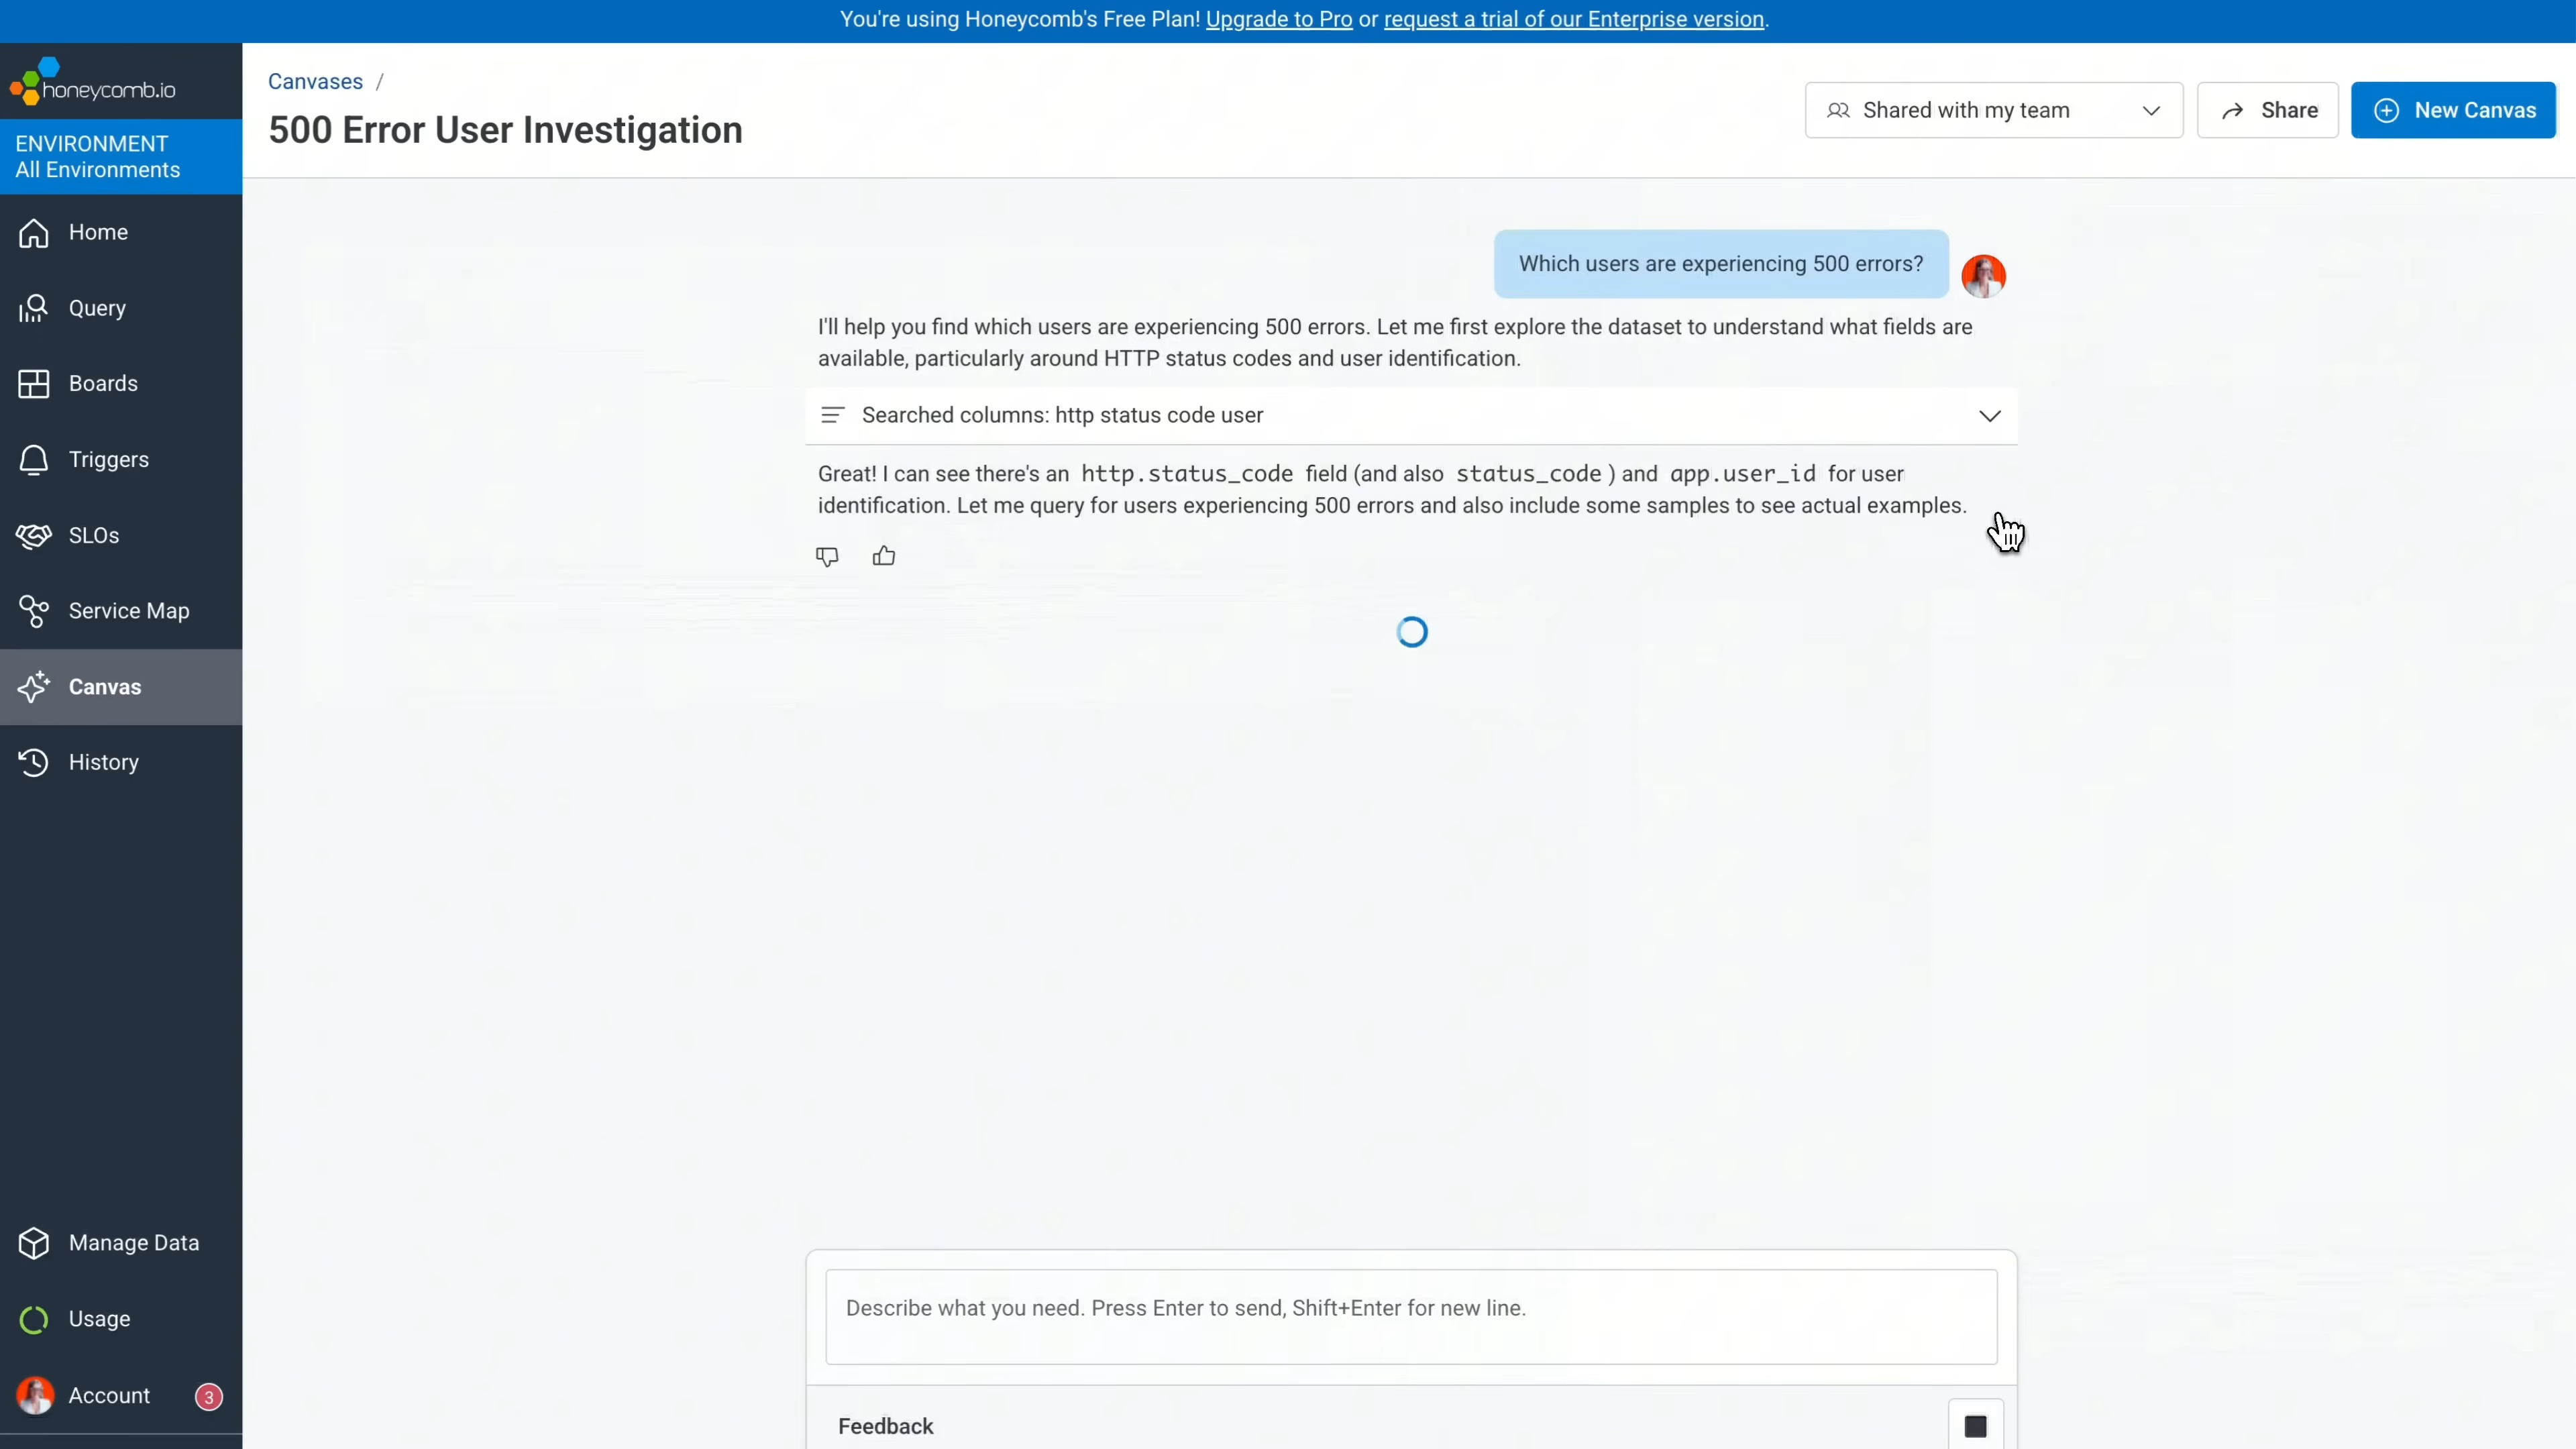 You're using Honeycomb's Free Plan! Upgrade to Pro or request a trial of our Enterprise version.
honeycomb.io
ENVIRONMENT
All Environments
Home
Query
Boards
Triggers
SLOs
Service Map
Canvas
History
Manage Data
Usage
Account 3
Canvases /
500 Error User Investigation
Shared with my team
Share
New Canvas
Which users are experiencing 500 errors?
I'll help you find which users are experiencing 500 errors. Let me first explore the dataset to understand what fields are
available, particularly around HTTP status codes and user identification.
Searched columns: http status code user
Great! I can see there's an http.status_code field (and also status_code ) and app.user_id for user
identification. Let me query for users experiencing 500 errors and also include some samples to see actual examples.
Describe what you need. Press Enter to send, Shift+Enter for new line.
Feedback